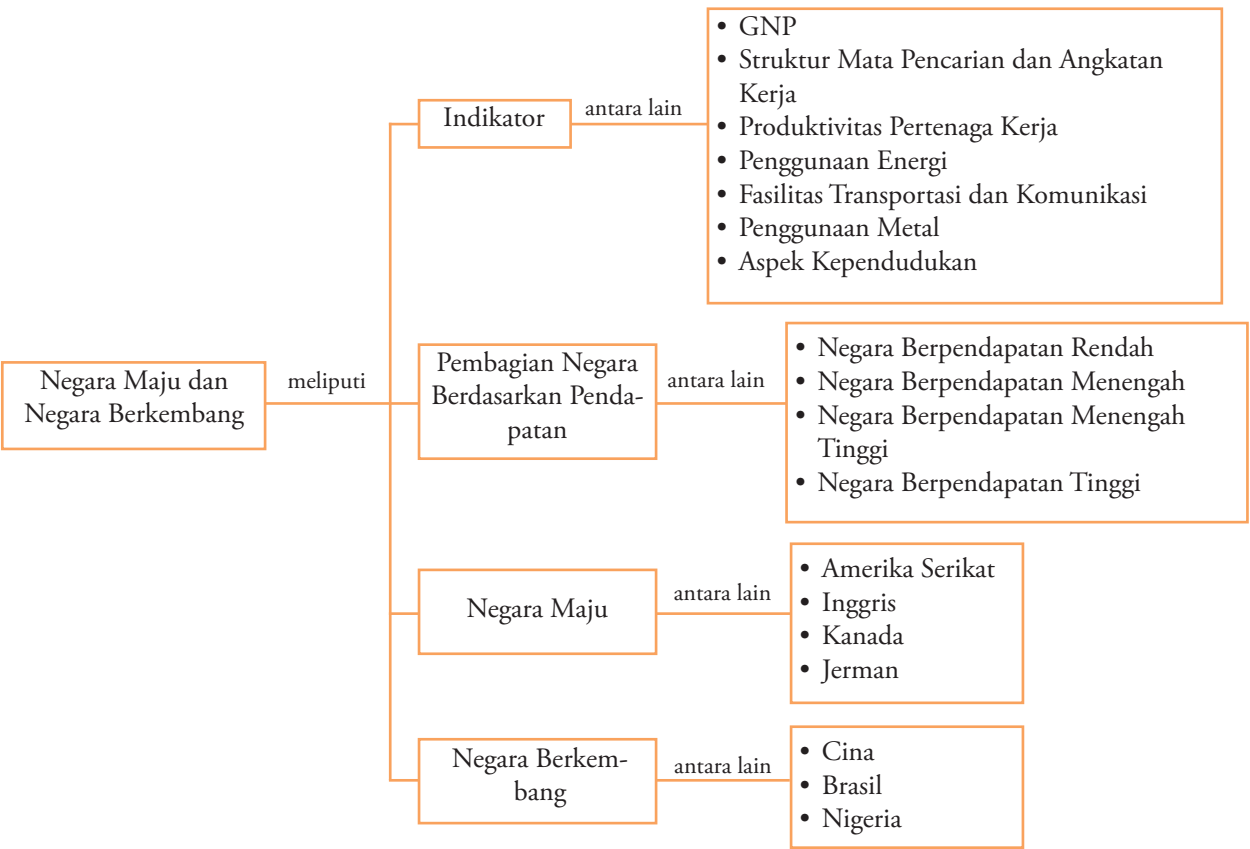 Negara Maju dan
Negara Berkembang
meliputi
Indikator
antara lain
• GNP
• Struktur Mata Pencarian dan Angkatan
Kerja
• Produktivitas Pertenaga Kerja
• Penggunaan Energi
• Fasilitas Transportasi dan Komunikasi
• Penggunaan Metal
• Aspek Kependudukan
Pembagian Negara
Berdasarkan Penda-
patan
antara lain
• Negara Berpendapatan Rendah
• Negara Berpendapatan Menengah
• Negara Berpendapatan Menengah
Tinggi
• Negara Berpendapatan Tinggi
Negara Maju
antara lain
• Amerika Serikat
• Inggris
• Kanada
• Jerman
Negara Berkem-
bang
antara lain
• Cina
• Brasil
• Nigeria